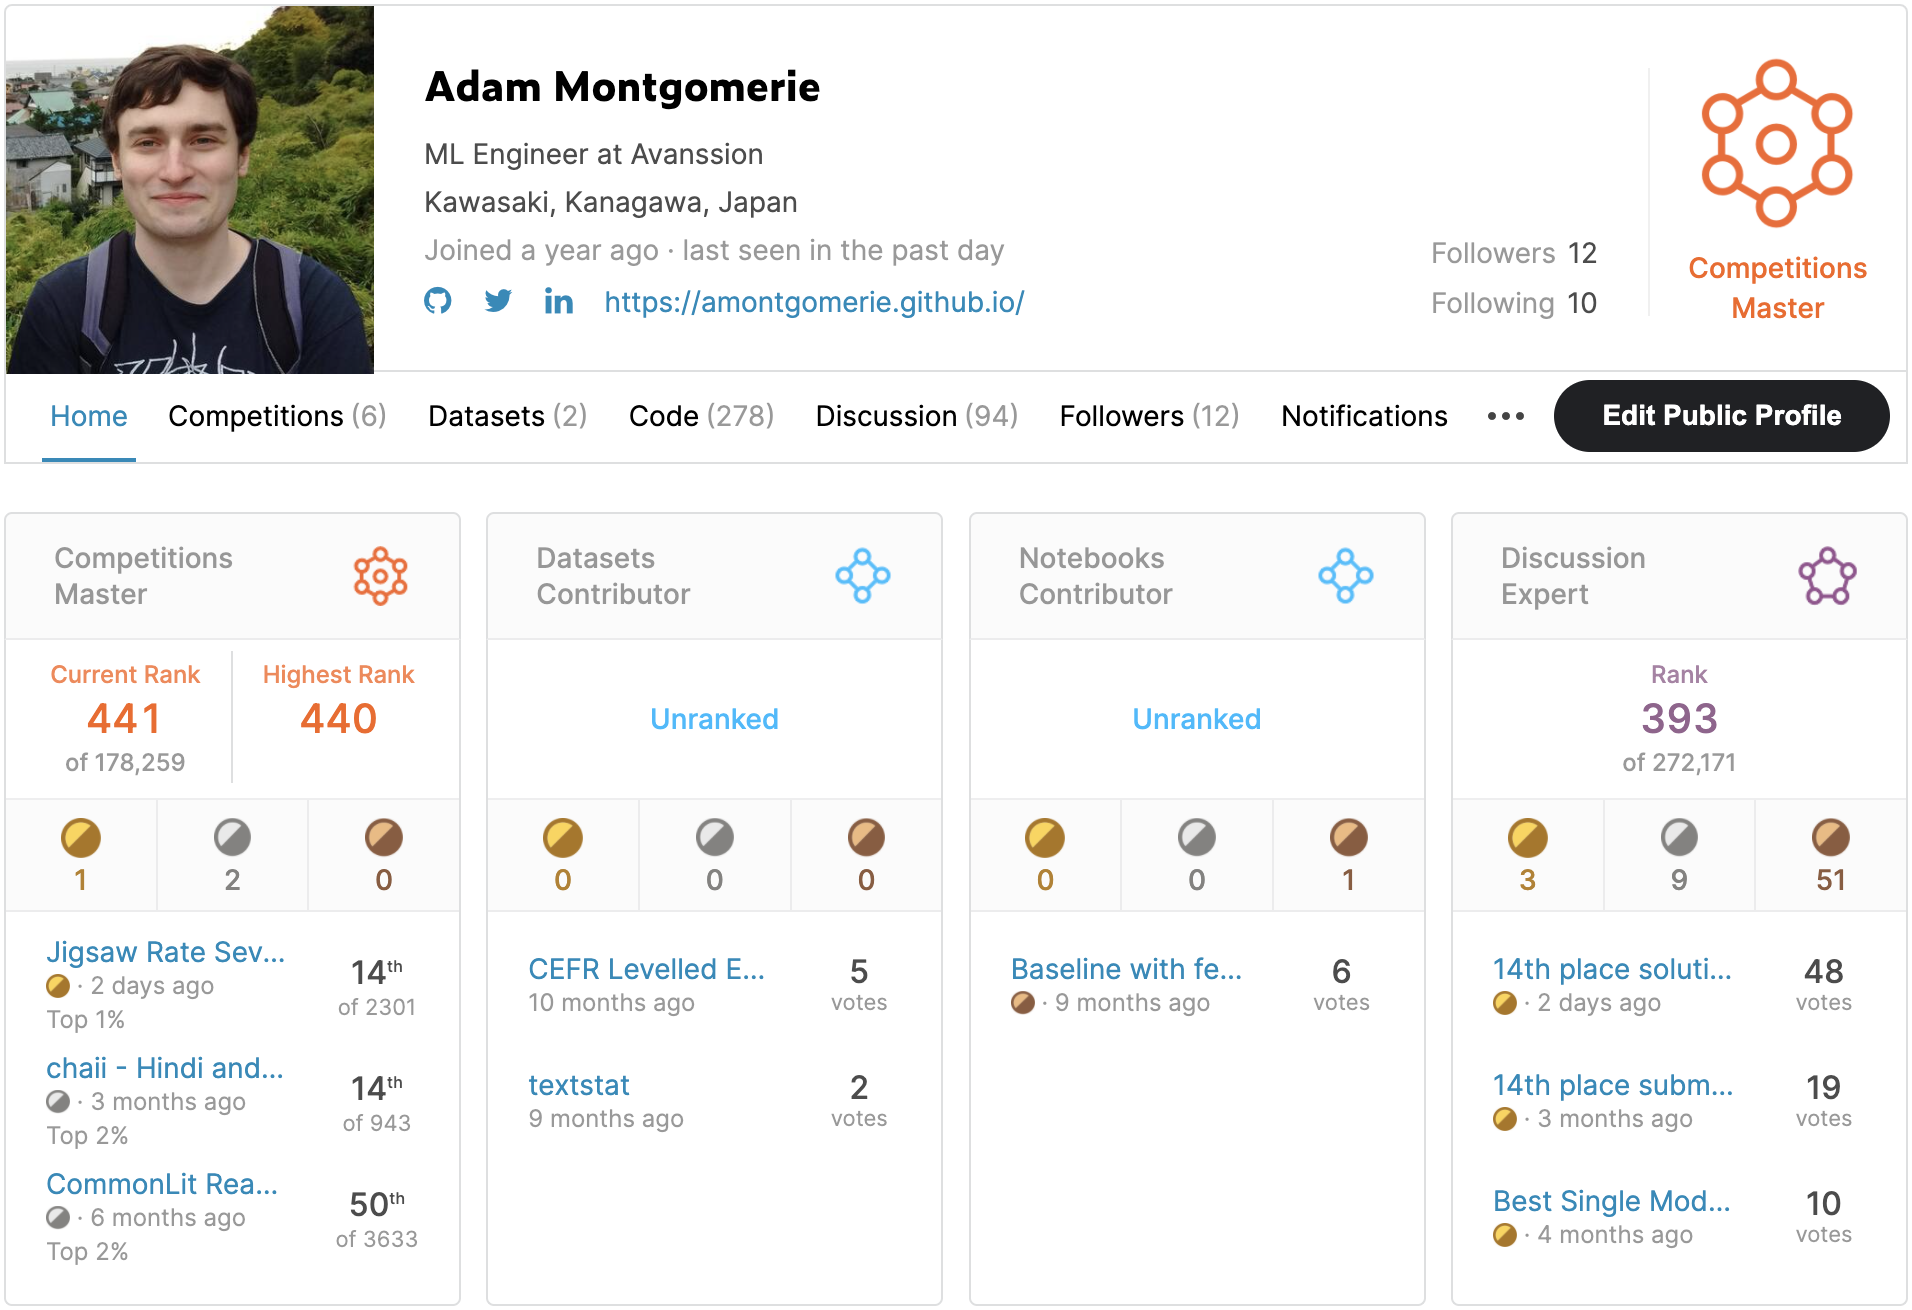 Adam Montgomerie
ML Engineer at Avanssion
Kawasaki, Kanagawa, Japan
Joined a year ago · last seen in the past day
in https://amontgomerie.github.io/
Followers 12
Following 10
Competitions
Master
Home Competitions (6) Datasets (2) Code (278) Discussion (94) Followers (12) Notifications ••• Edit Public Profile
Competitions
Master
Current Rank Highest Rank
441 440
of 178,259
1 2 0
Jigsaw Rate Sev...
· 2 days ago
Top 1%
14th
of 2301
chaii - Hindi and...
· 3 months ago
Top 2%
14th
of 943
CommonLit Rea...
· 6 months ago
Top 2%
50th
of 3633
Datasets
Contributor
Unranked
0 0 0
CEFR Levelled E...
10 months ago
5
votes
textstat
9 months ago
2
votes
Notebooks
Contributor
Unranked
0 0 1
Baseline with fe...
· 9 months ago
6
votes
Discussion
Expert
Rank
393
of 272,171
3 9 51
14th place soluti...
· 2 days ago
48
votes
14th place subm...
· 3 months ago
19
votes
Best Single Mod...
· 4 months ago
10
votes